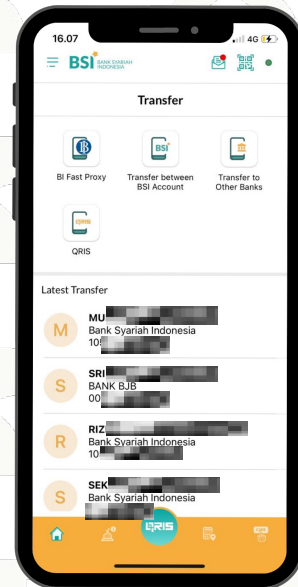 16.07
4G
BSI BANK SYARIAH
INDONESIA
Transfer
BSI
BI Fast Proxy
Transfer between
BSI Account
Transfer to
Other Banks
QRIS
QRIS
Latest Transfer
M
MU
Bank Syariah Indonesia
10
S
SRI
BANK BJB
00
R
RIZ
Bank Syariah Indonesia
10
S
SEK
Bank Syariah Indonesia
QRIS